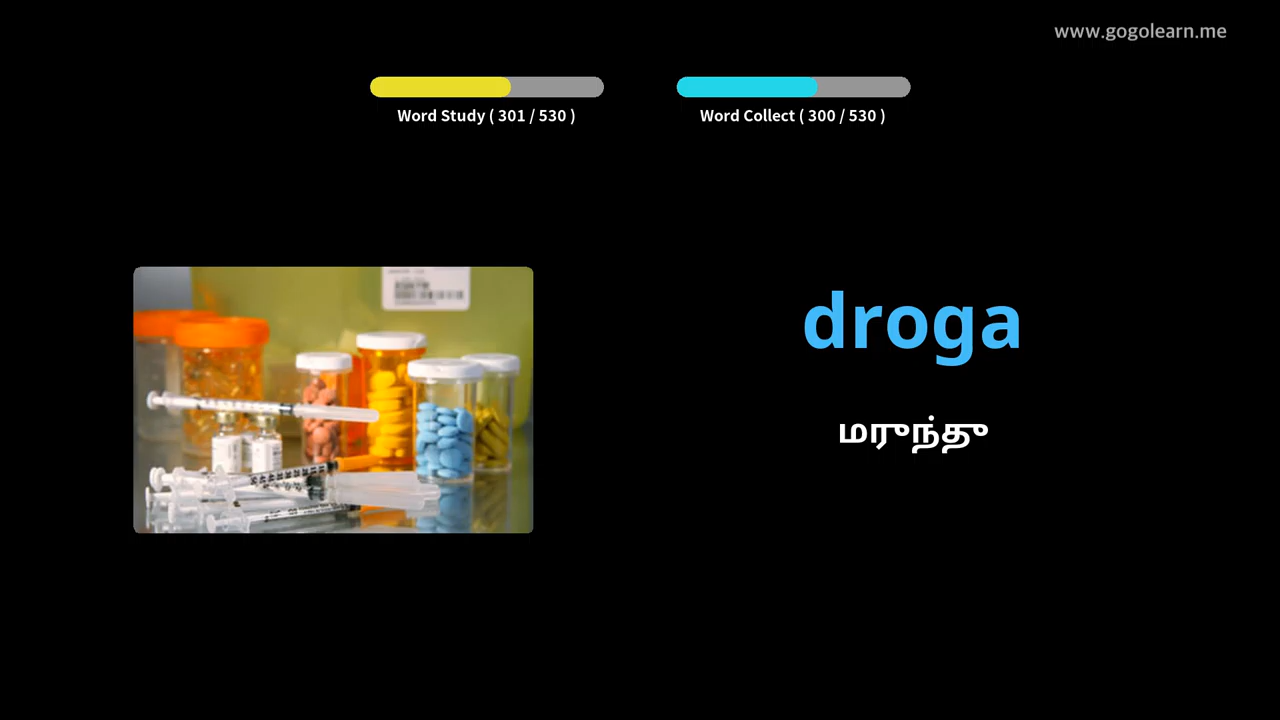 www.gogolearn.me
Word Study ( 301 / 530 )
Word Collect ( 300 / 530 )
droga
மருந்து